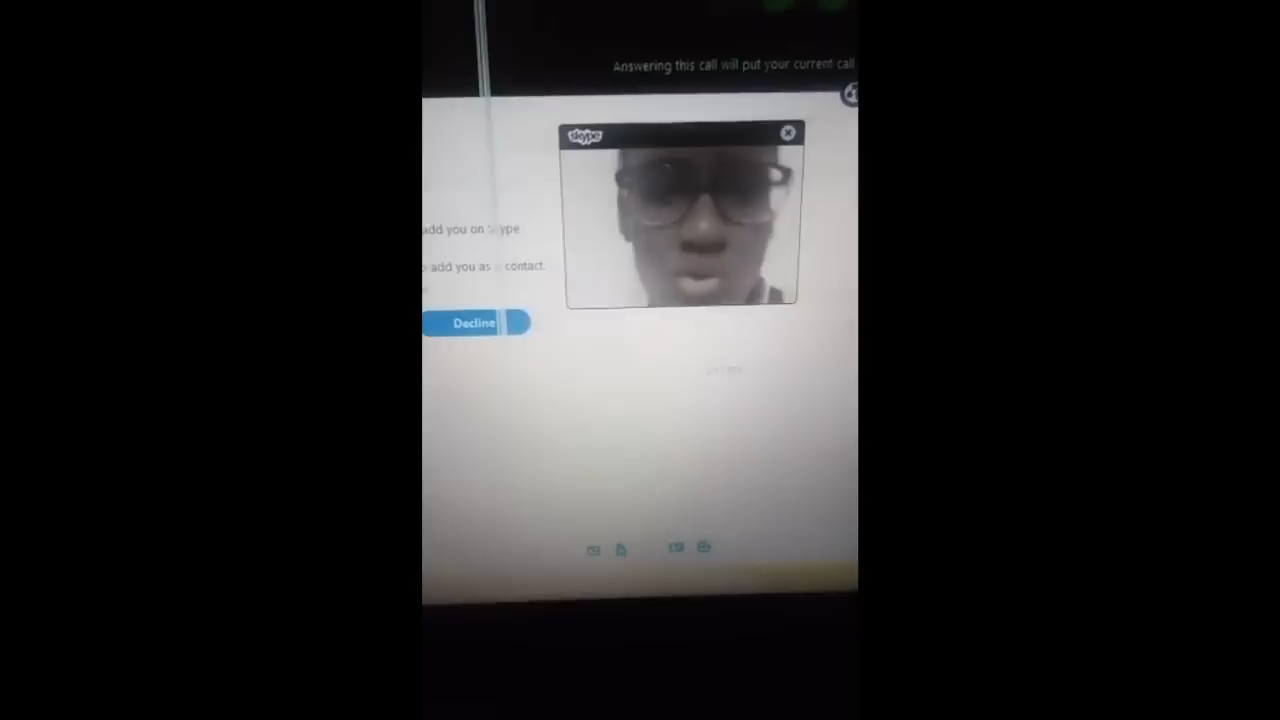 Answering this call will put your current call
skype
add you on Skype
add you as a contact.
Decline